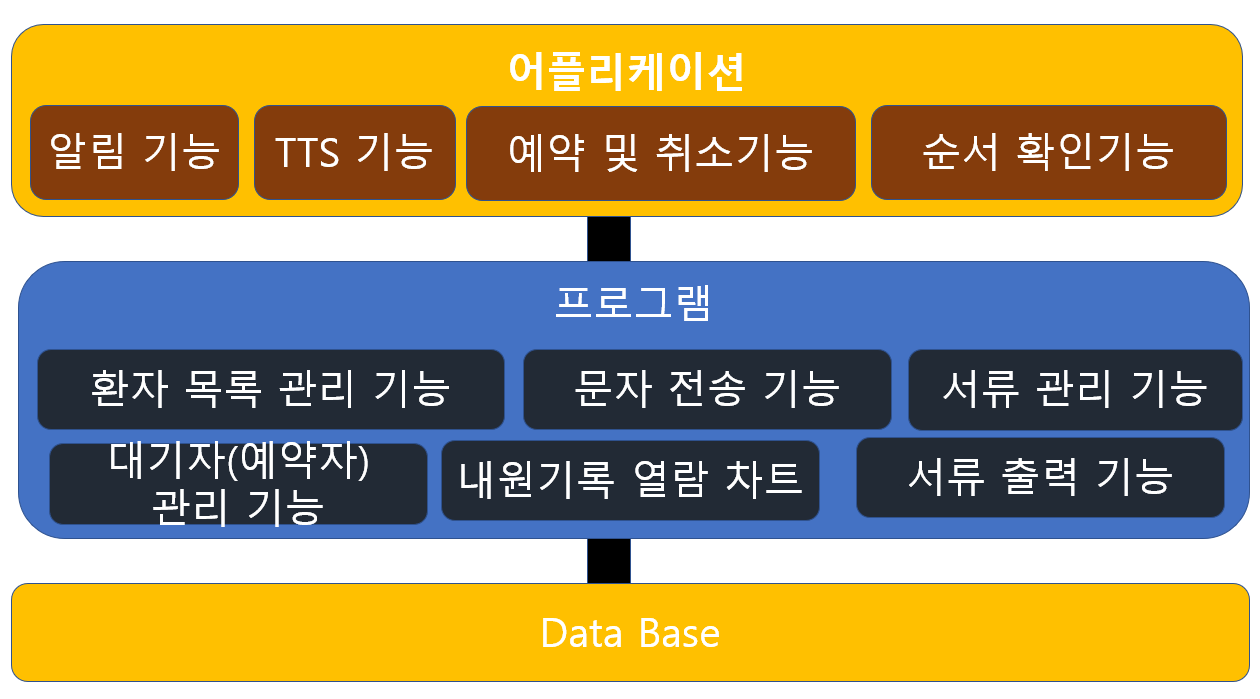 어플리케이션
알림 기능
TTS 기능
예약 및 취소기능
순서 확인기능
프로그램
환자 목록 관리 기능
문자 전송 기능
서류 관리 기능
대기자(예약자)
관리 기능
내원기록 열람 차트
서류 출력 기능
Data Base